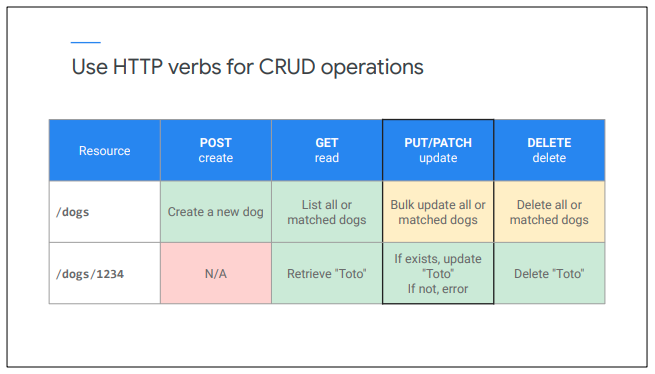 Use HTTP verbs for CRUD operations
Resource
POST
create
GET
read
PUT/PATCH
update
DELETE
delete
/dogs
Create a new dog
List all or
matched dogs
Bulk update all or
matched dogs
Delete all or
matched dogs
/dogs/1234
N/A
Retrieve "Toto"
If exists, update
"Toto"
If not, error
Delete "Toto"